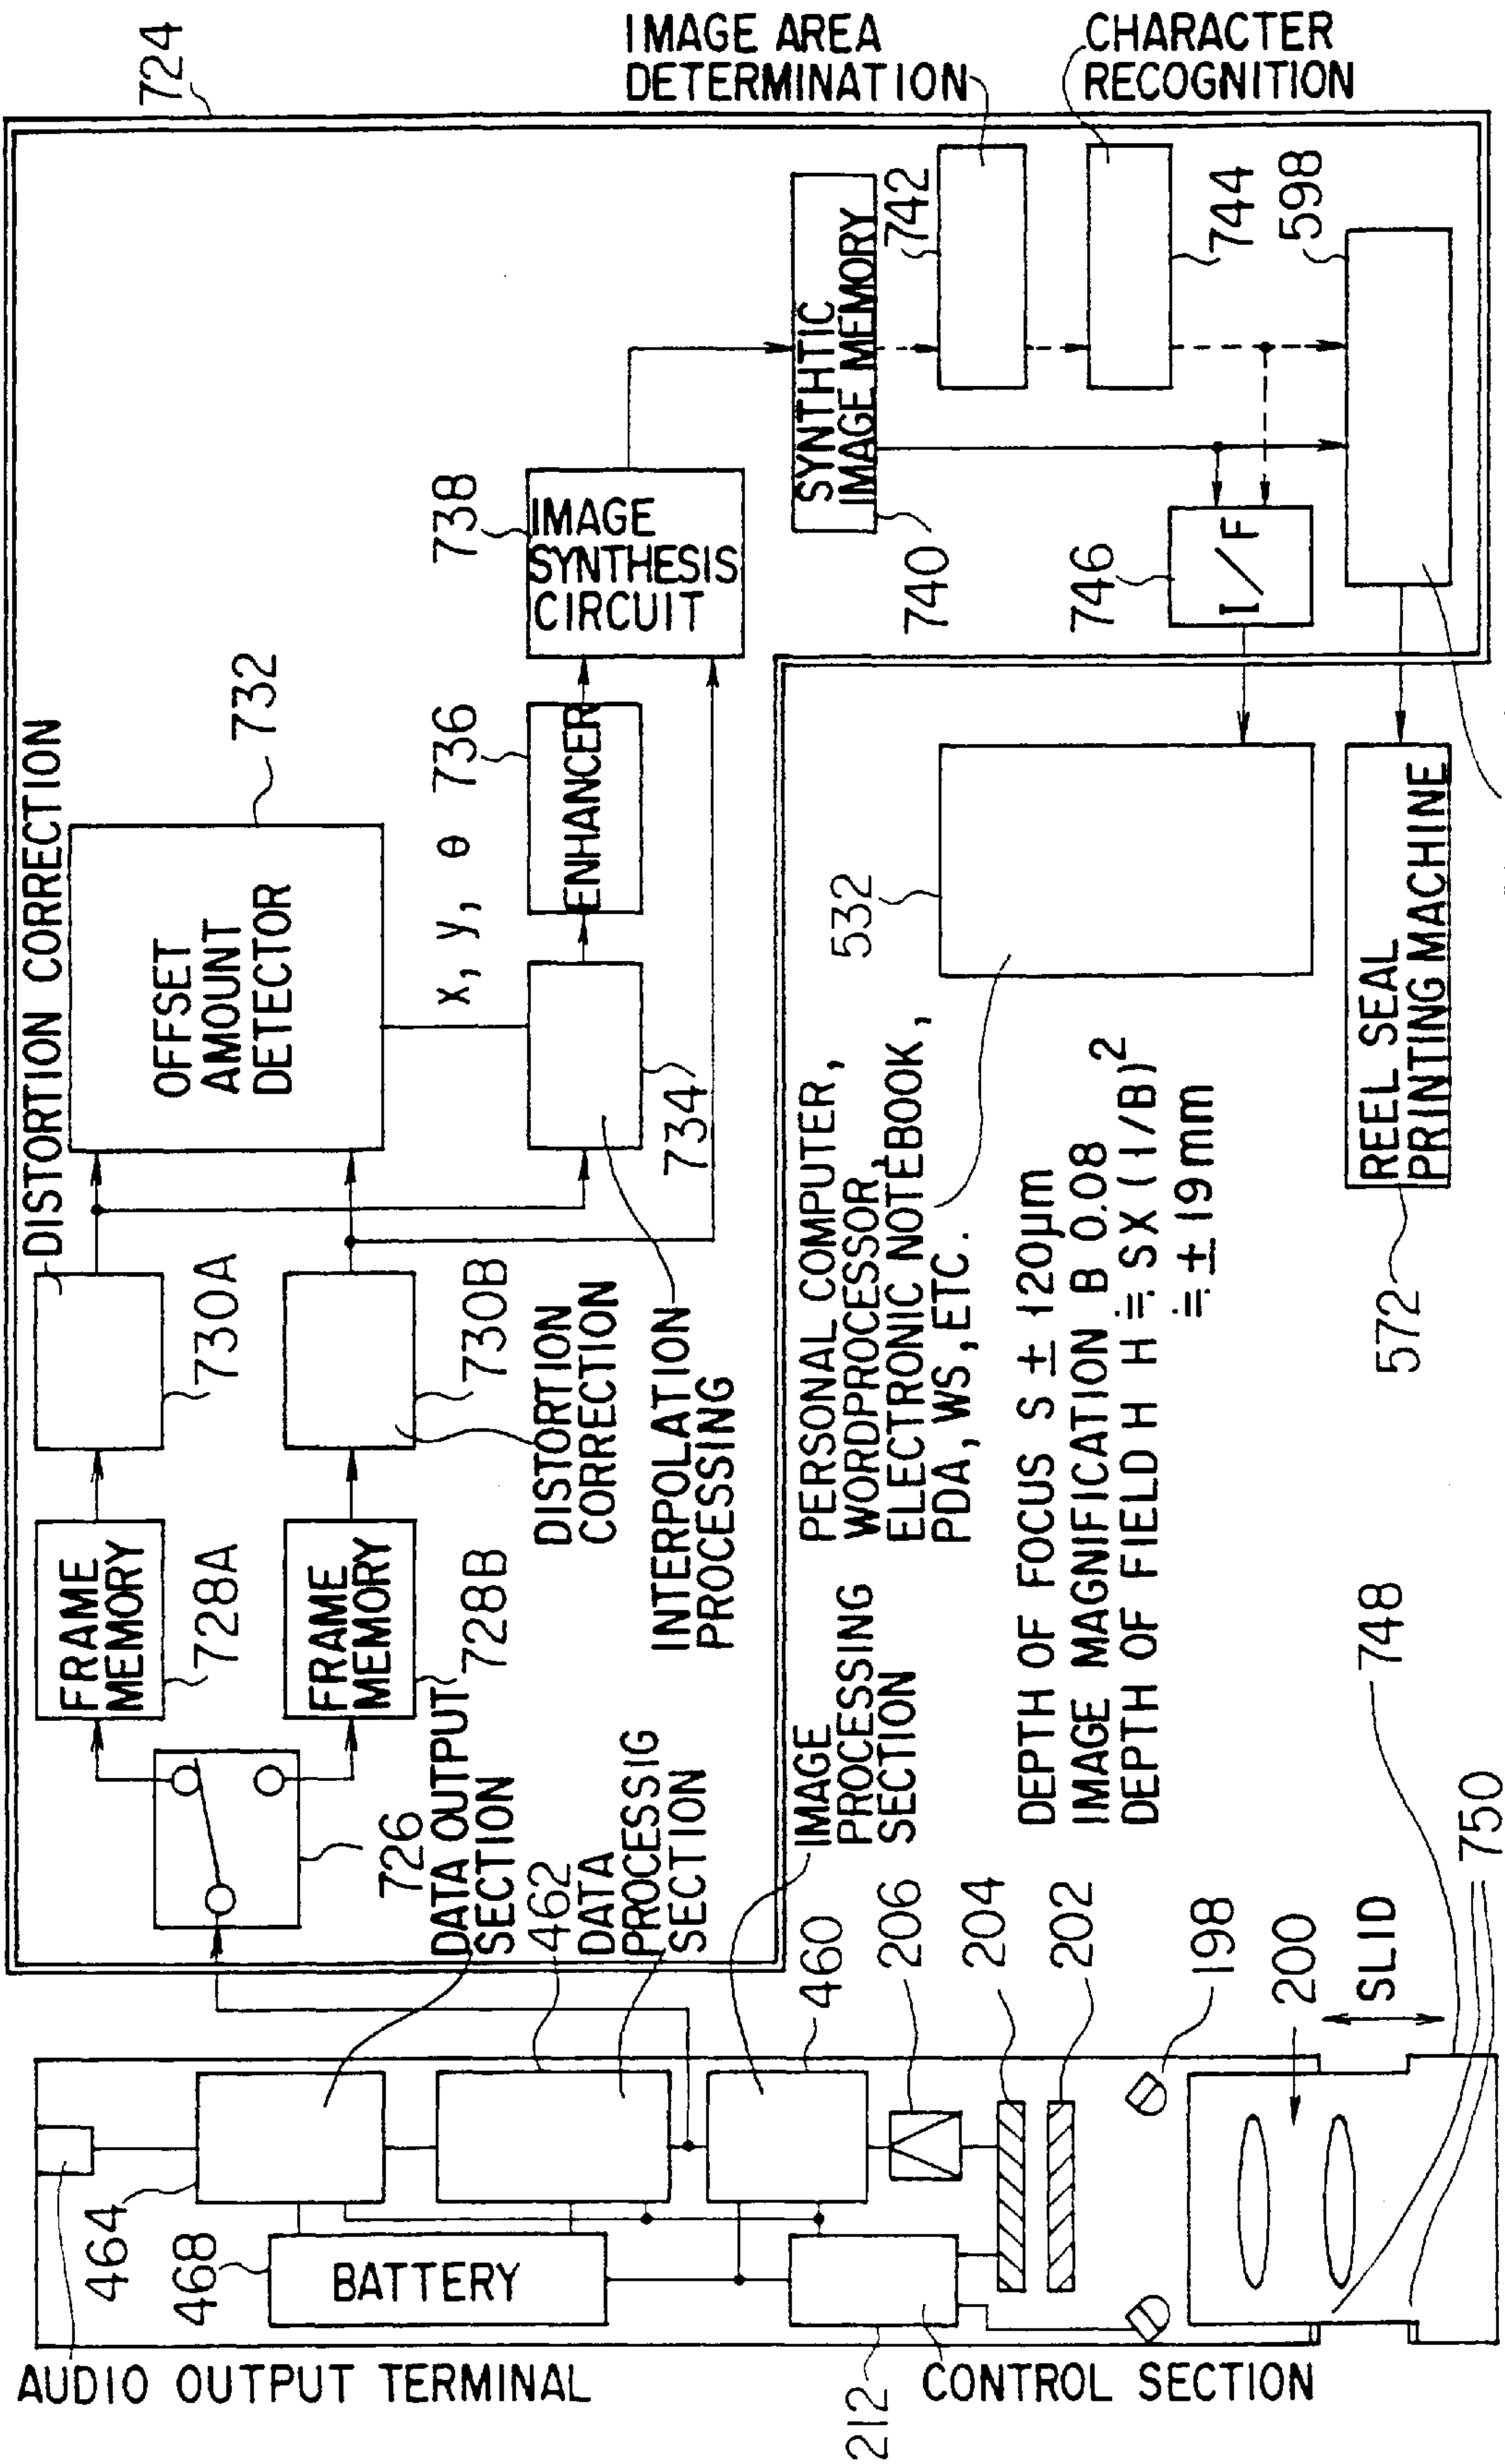 724
DISTORTION CORRECTION
IMAGE AREA
DETERMINATION
CHARACTER
RECOGNITION
FRAME
MEMORY
728A
730A
OFFSET
AMOUNT
DETECTOR
732
FRAME
MEMORY
728B
730B
DISTORTION
CORRECTION
x, y, θ
726
734
INTERPOLATION
PROCESSING
ENHANCER
736
IMAGE
SYNTHESIS
CIRCUIT
738
SYNTHTIC
IMAGE MEMORY
740
742
744
598
I/F
746
DATA OUTPUT
SECTION
462
DATA
PROCESSIG
SECTION
IMAGE
PROCESSING
SECTION
460
206
204
202
198
200
SLID
748
750
PERSONAL COMPUTER,
WORDPROCESSOR,
ELECTRONIC NOTEBOOK,
PDA, WS, ETC.
532
DEPTH OF FOCUS S ± 120μm
IMAGE MAGNIFICATION B 0.08
DEPTH OF FIELD H H ≒ S X (1/B)2
≒ ± 19mm
REEL SEAL
PRINTING MACHINE
572
464
468
BATTERY
AUDIO OUTPUT TERMINAL
212
CONTROL SECTION